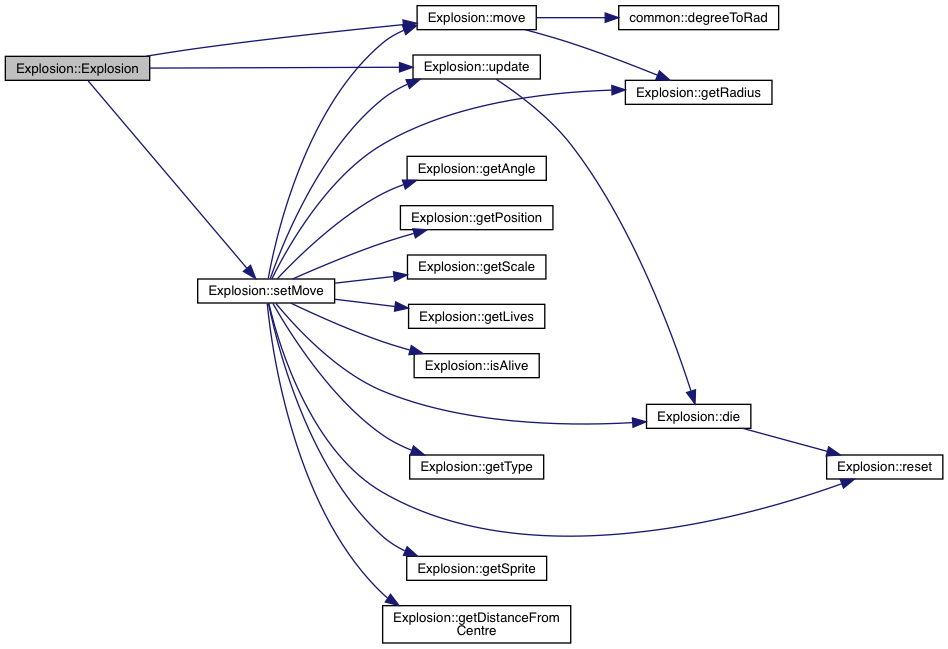 Explosion::move
common::degreeToRad
Explosion::Explosion
Explosion::update
Explosion::getRadius
Explosion::getAngle
Explosion::getPosition
Explosion::getScale
Explosion::setMove
Explosion::getLives
Explosion::isAlive
Explosion::die
Explosion::getType
Explosion::reset
Explosion::getSprite
Explosion::getDistanceFrom
Centre